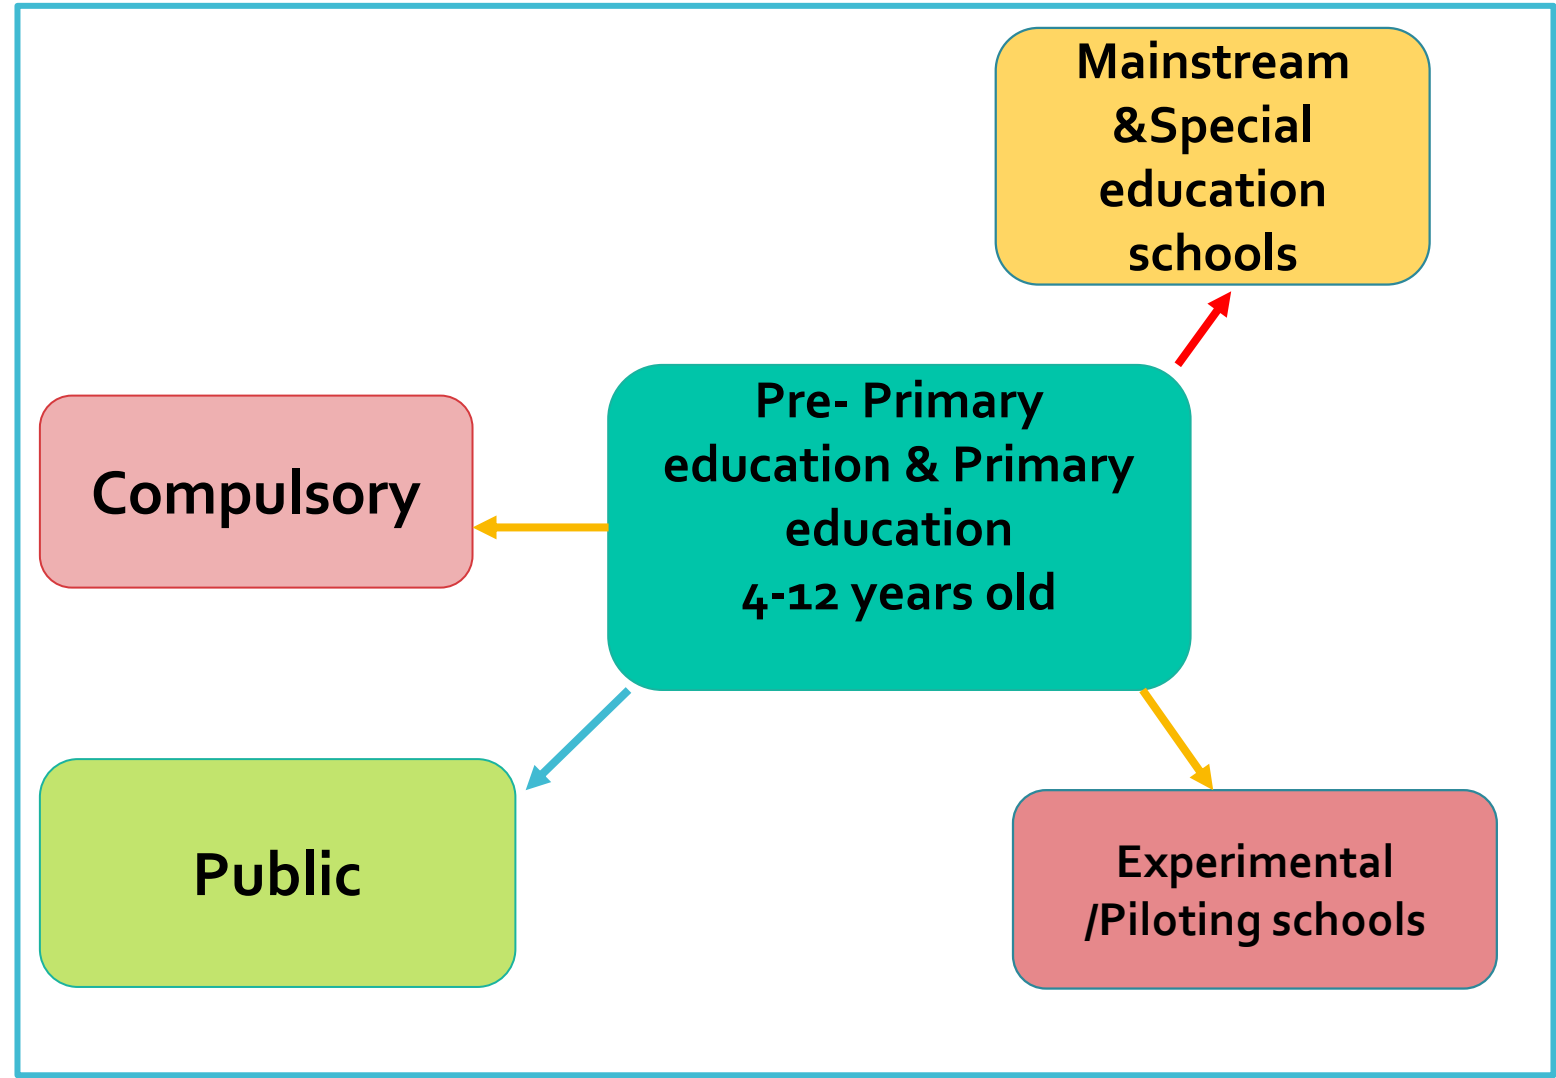 Mainstream
&Special
education
schools
Pre- Primary
education & Primary
education
4-12 years old
Compulsory
Public
Experimental
/Piloting schools